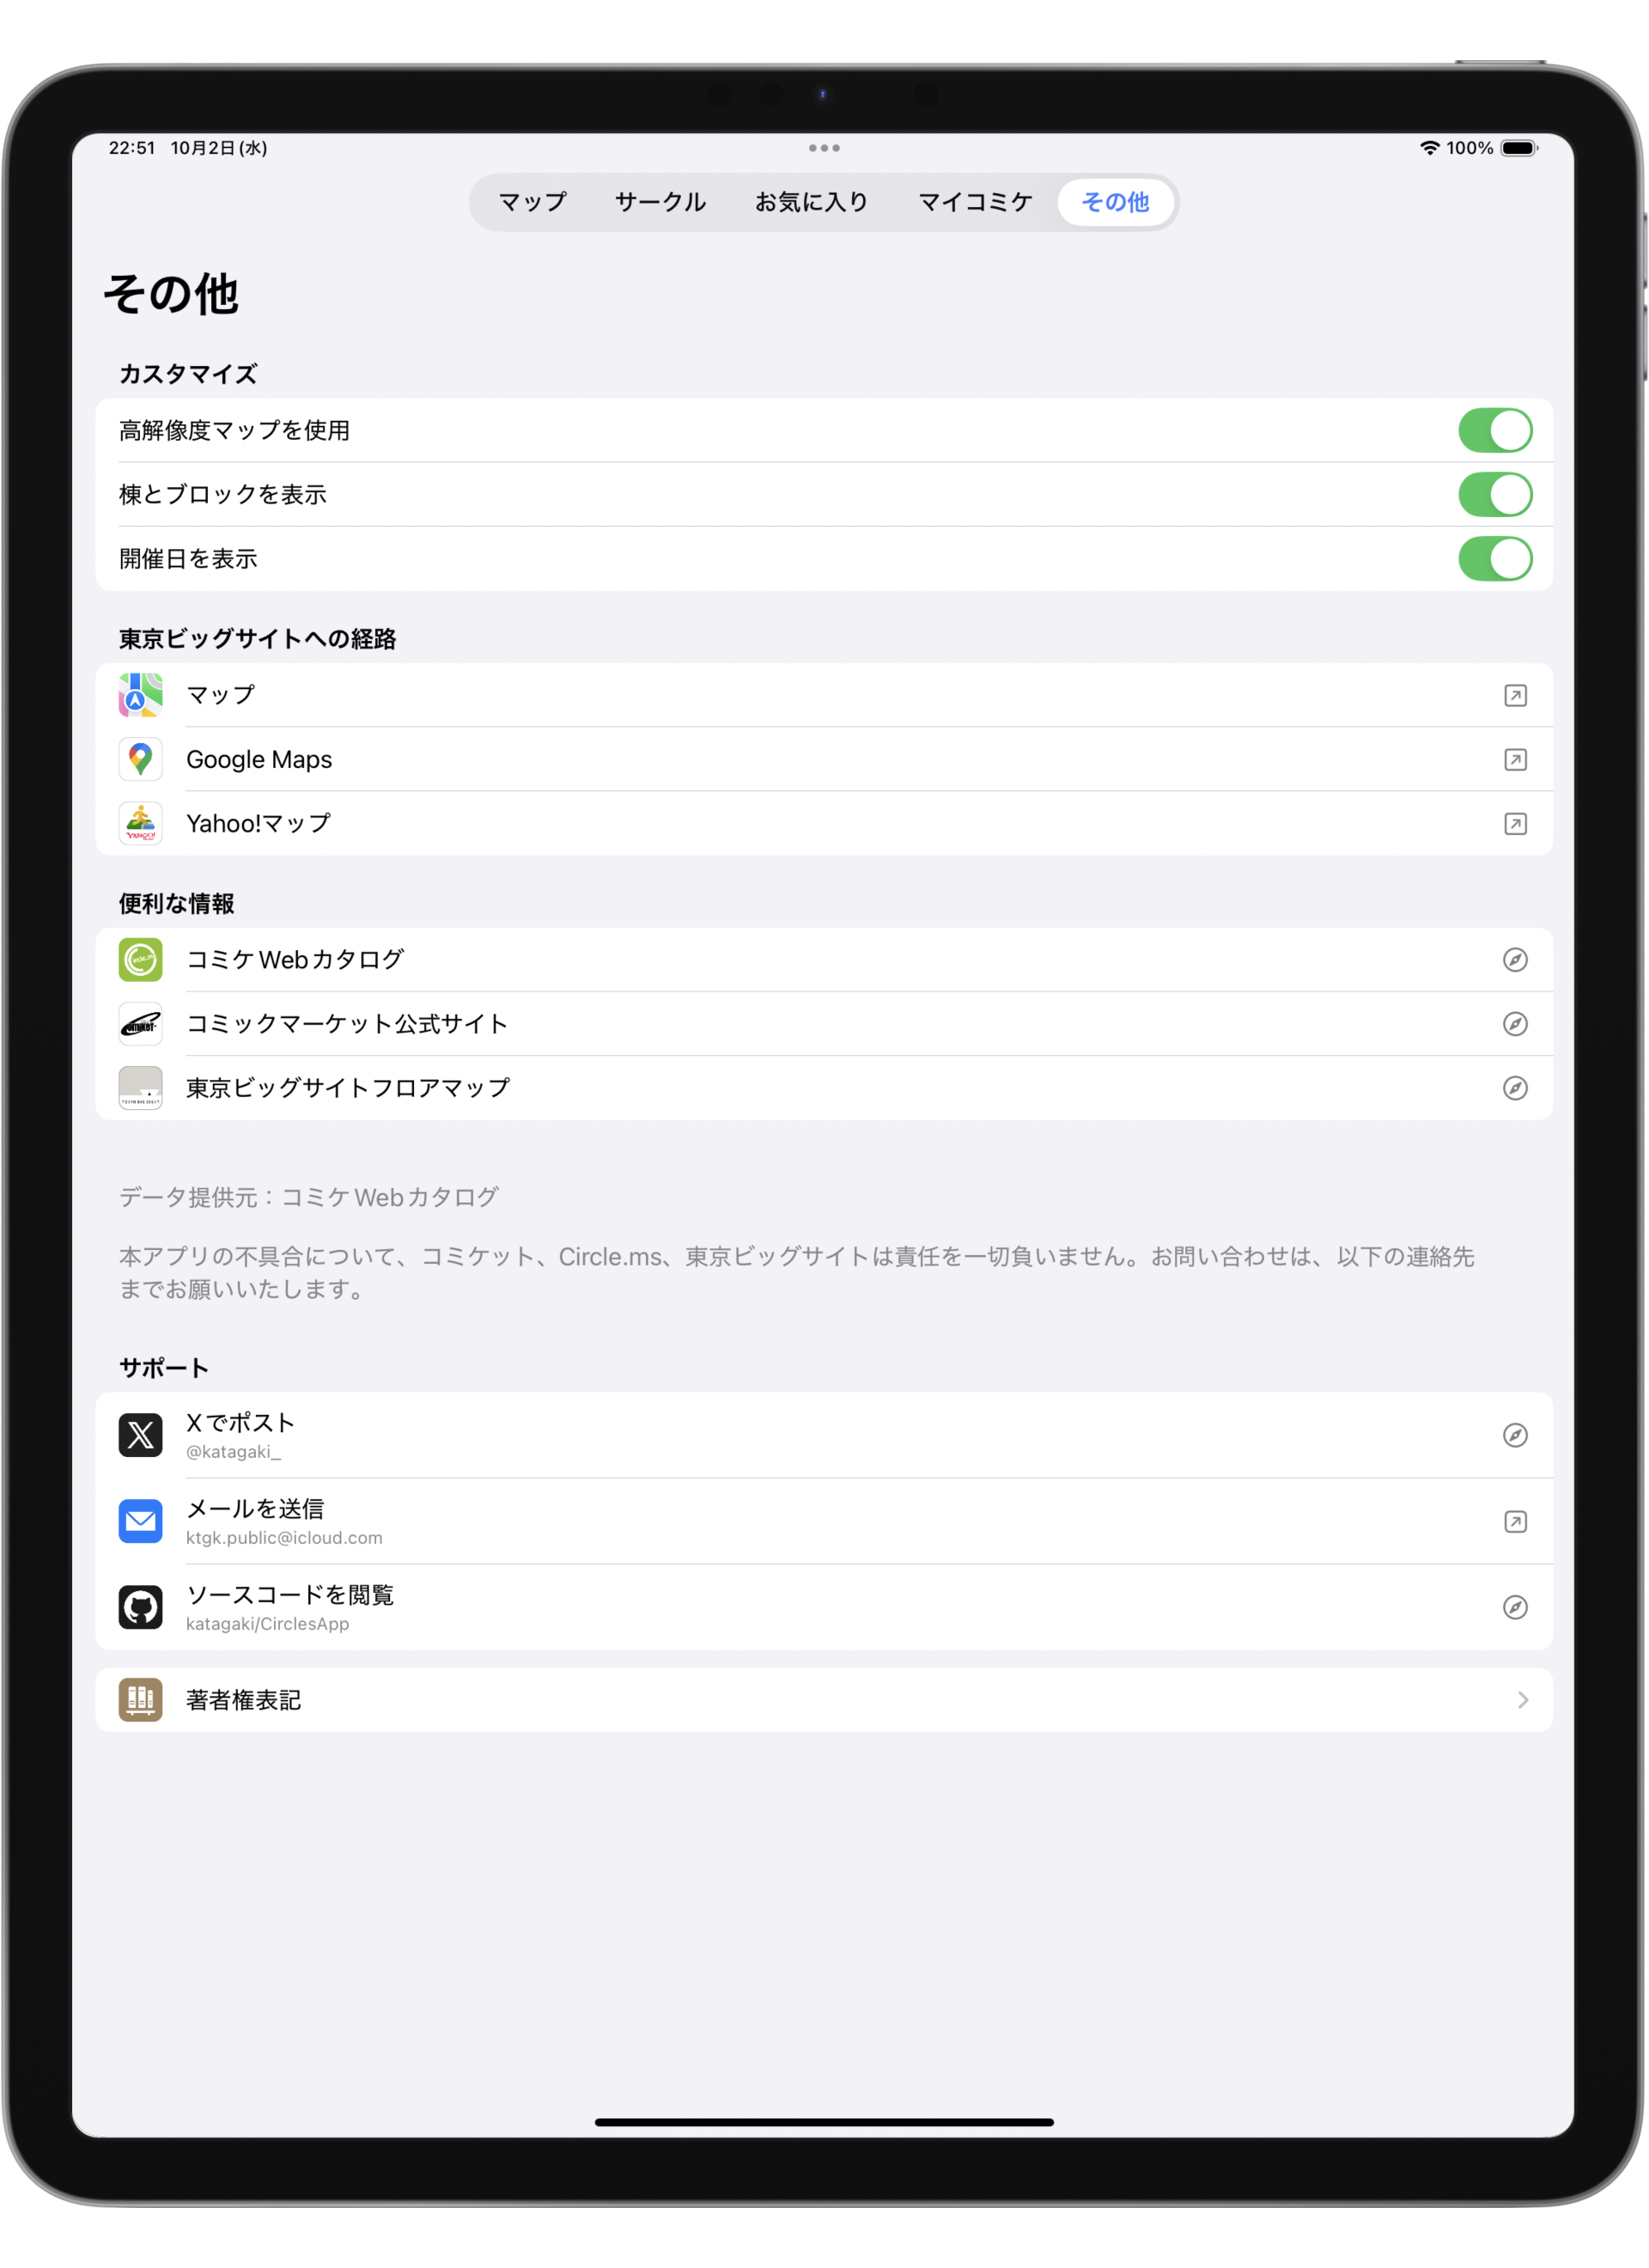 22:51 10月2日(水)
100%
マップ サークル お気に入り マイコミケ その他
その他
カスタマイズ
高解像度マップを使用
棟とブロックを表示
開催日を表示
東京ビッグサイトへの経路
マップ
Google Maps
YAHOO!
Yahoo!マップ
便利な情報
circle.ms
コミケWebカタログ
comiket
コミックマーケット公式サイト
TOKYO BIG SIGHT
東京ビッグサイトフロアマップ
データ提供元：コミケWebカタログ
本アプリの不具合について、コミケット、Circle.ms、東京ビッグサイトは責任を一切負いません。お問い合わせは、以下の連絡先
までお願いいたします。
サポート
Xでポスト
@katagaki_
メールを送信
ktgk.public@icloud.com
ソースコードを閲覧
katagaki/CirclesApp
著者権表記